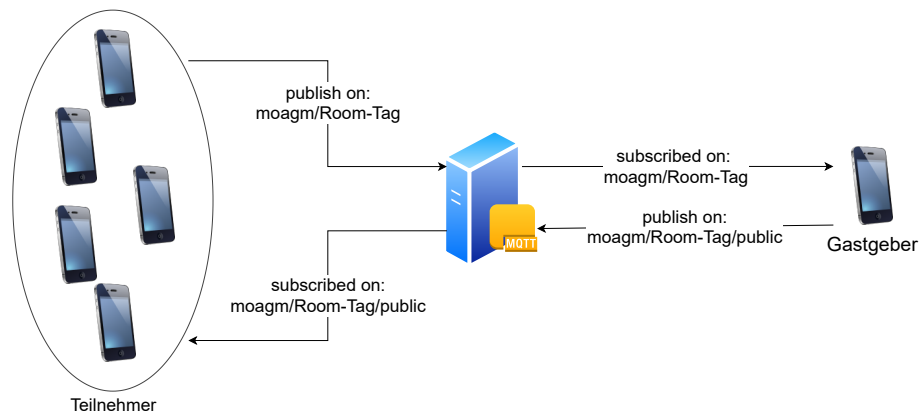 publish on:
moagm/Room-Tag
subscribed on:
moagm/Room-Tag
publish on:
moagm/Room-Tag/public
MQTT
Gastgeber
subscribed on:
moagm/Room-Tag/public
Teilnehmer